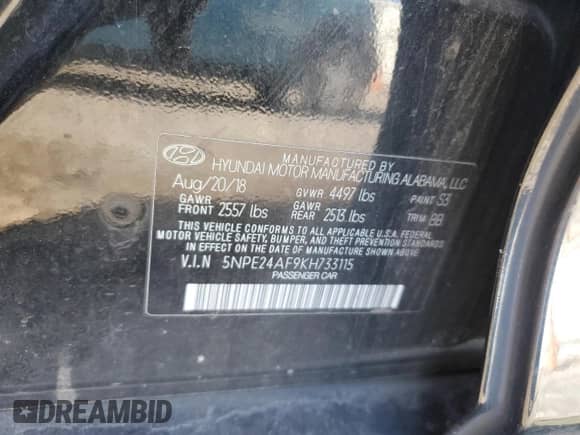 MANUFACTURED BY
HYUNDAI MOTOR MANUFACTURING ALABAMA, LLC
Aug/20/18 GVWR 4497 lbs PAINT: S3
GAWR FRONT 2557 lbs GAWR REAR 2513 lbs TRIM: BB
THIS VEHICLE CONFORMS TO ALL APPLICABLE U.S.A. FEDERAL
MOTOR VEHICLE SAFETY, BUMPER, AND THEFT PREVENTION STANDARDS
IN EFFECT ON THE DATE OF MANUFACTURE SHOWN ABOVE.
V.I.N 5NPE24AF9KH733115
PASSENGER CAR
DREAMBID